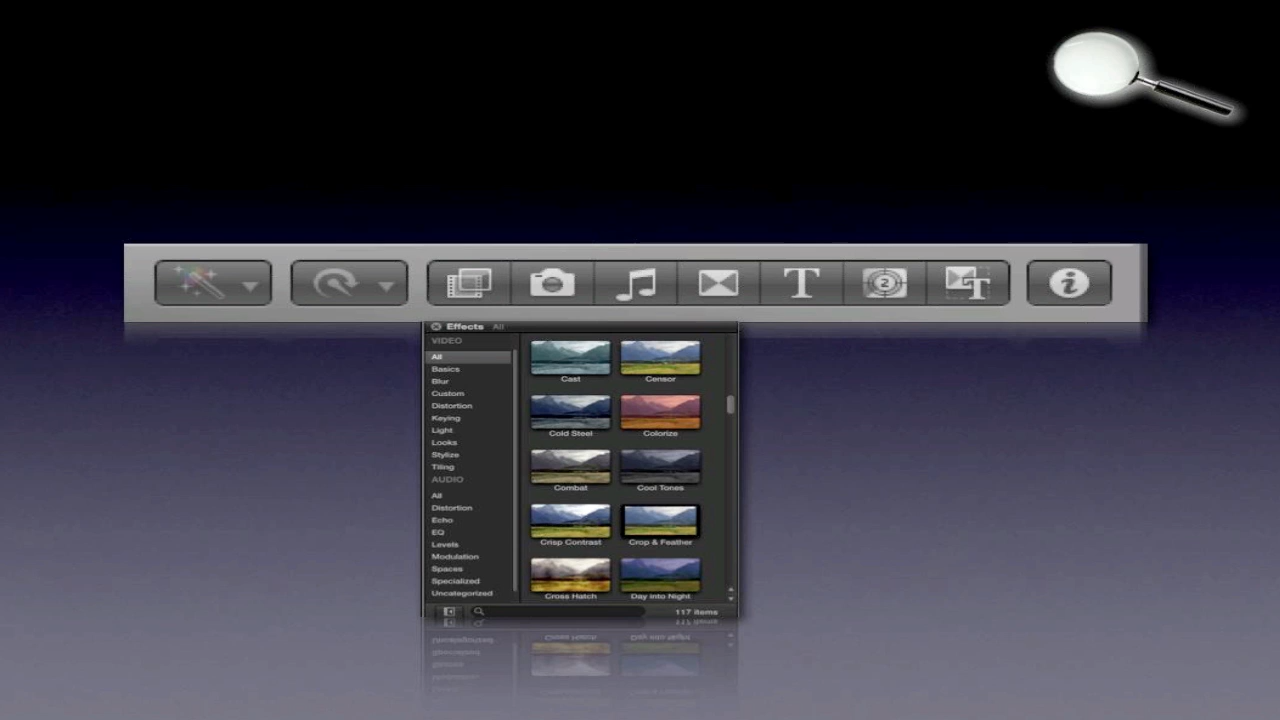 T
2
T
i
Effects All
VIDEO
All
Basics
Blur
Custom
Distortion
Keying
Light
Looks
Stylize
Tiling
AUDIO
All
Distortion
Echo
EQ
Levels
Modulation
Spaces
Specialized
Uncategorized
Cast
Censor
Cold Steel
Colorize
Combat
Cool Tones
Crisp Contrast
Crop & Feather
Cross Hatch
Day into Night
117 items